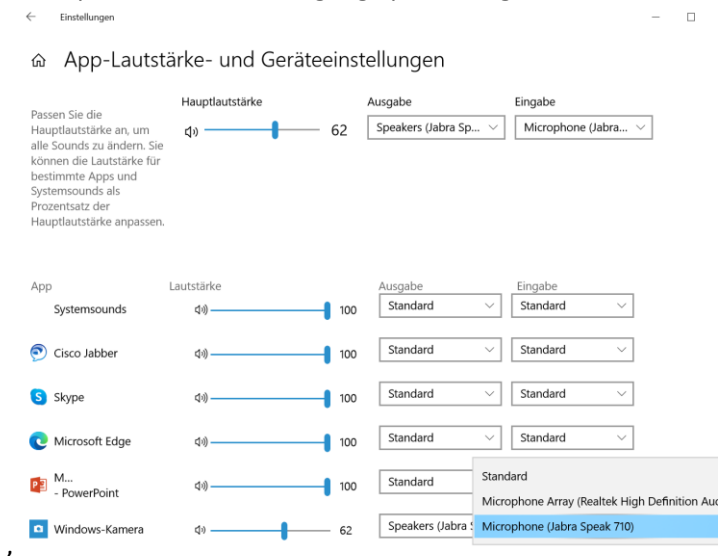 Einstellungen
App-Lautstärke- und Geräteeinstellungen
Passen Sie die
Hauptlautstärke an, um
alle Sounds zu ändern. Sie
können die Lautstärke für
bestimmte Apps und
Systemsounds als
Prozentsatz der
Hauptlautstärke anpassen.
Hauptlautstärke
62
Ausgabe
Speakers (Jabra Sp...
Eingabe
Microphone (Jabra...
App Lautstärke Ausgabe Eingabe
Systemsounds 100 Standard Standard
Cisco Jabber 100 Standard Standard
Skype 100 Standard Standard
Microsoft Edge 100 Standard Standard
M...
- PowerPoint 100 Standard
Windows-Kamera 62 Speakers (Jabra
Standard
Microphone Array (Realtek High Definition Aud
Microphone (Jabra Speak 710)
,